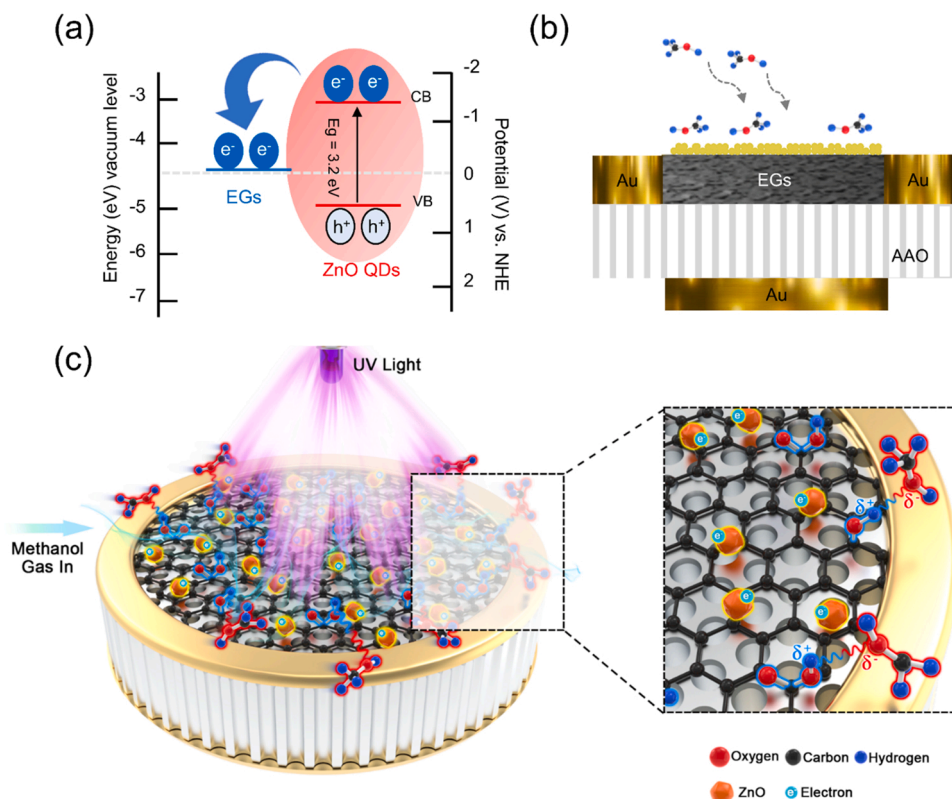 (a)
Energy (eV) vacuum level
-3
-4
-5
-6
-7
e-
e-
EGs
e-
e-
CB
Eg = 3.2 eV
VB
h+
h+
ZnO QDs
-2
-1
0
1
2
Potential (V) vs. NHE
(b)
Au
EGs
Au
AAO
Au
(c)
UV Light
Methanol
Gas In
e
e
e
e
e
e
δ+
δ-
δ+
δ-
Oxygen
Carbon
Hydrogen
ZnO
e-
Electron